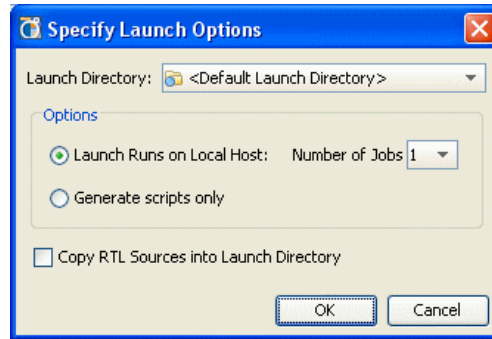 Specify Launch Options
Launch Directory: <Default Launch Directory>
Options
Launch Runs on Local Host: Number of Jobs 1
Generate scripts only
Copy RTL Sources into Launch Directory
OK Cancel